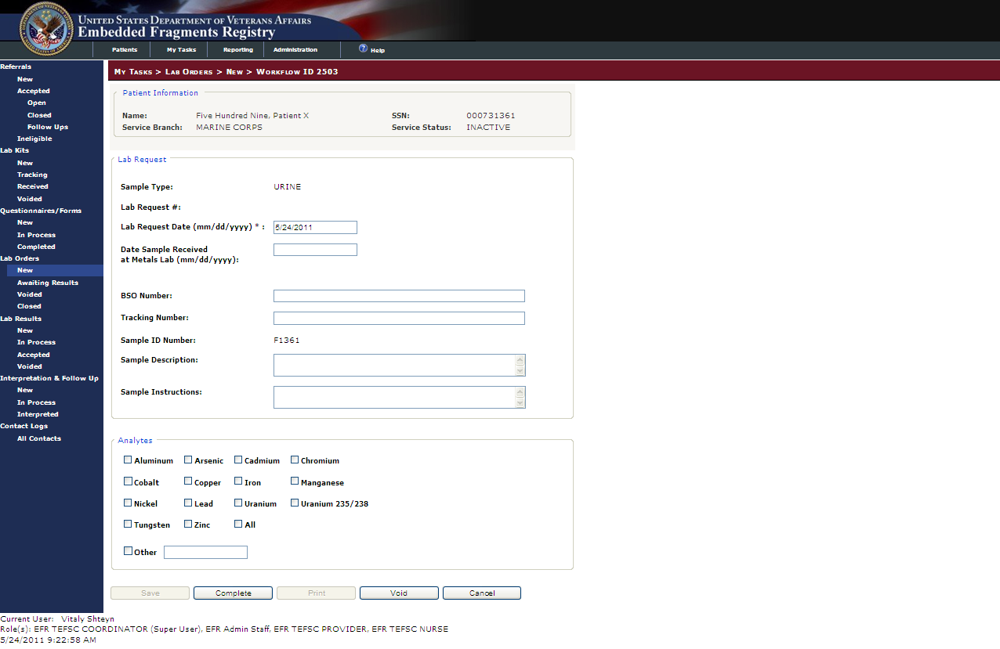 United States Department of Veterans Affairs
Embedded Fragments Registry
Patients My Tasks Reporting Administration ? Help
My Tasks > Lab Orders > New > Workflow ID 2503
Referrals
New
Accepted
Open
Closed
Follow Ups
Ineligible
Lab Kits
New
Tracking
Received
Voided
Questionnaires/Forms
New
In Process
Completed
Lab Orders
New
Awaiting Results
Voided
Closed
Lab Results
New
In Process
Accepted
Voided
Interpretation & Follow Up
New
In Process
Interpreted
Contact Logs
All Contacts
Patient Information
Name: Five Hundred Nine, Patient X SSN: 000731361
Service Branch: MARINE CORPS Service Status: INACTIVE
Lab Request
Sample Type: URINE
Lab Request #:
Lab Request Date (mm/dd/yyyy) * : 5/24/2011
Date Sample Received
at Metals Lab (mm/dd/yyyy):
BSO Number:
Tracking Number:
Sample ID Number: F1361
Sample Description:
Sample Instructions:
Analytes
Aluminum Arsenic Cadmium Chromium
Cobalt Copper Iron Manganese
Nickel Lead Uranium Uranium 235/238
Tungsten Zinc All
Other
Save Complete Print Void Cancel
Current User: Vitaly Shteyn
Role(s): EFR TEFSC COORDINATOR (Super User), EFR Admin Staff, EFR TEFSC PROVIDER, EFR TEFSC NURSE
5/24/2011 9:22:58 AM